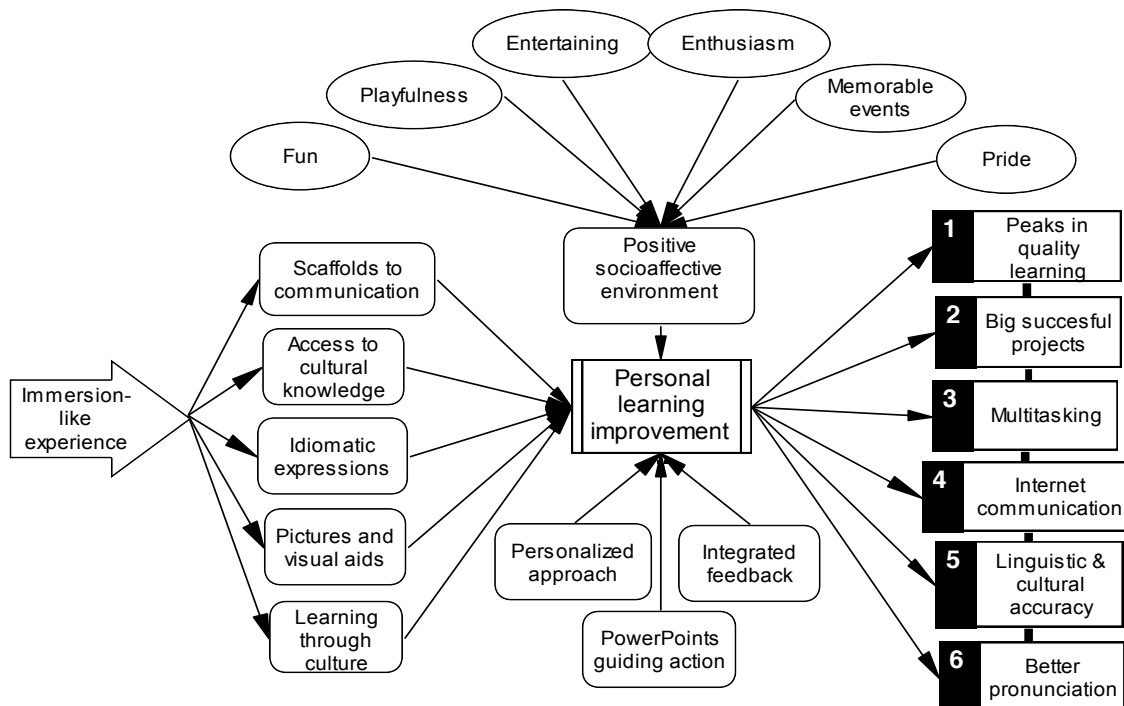 Entertaining
Enthusiasm
Playfulness
Memorable
events
Fun
Pride
Positive
socioaffective
environment
Immersion-
like
experience
Scaffolds to
communication
Access to
cultural
knowledge
Idiomatic
expressions
Pictures and
visual aids
Learning
through
culture
Personal
learning
improvement
Personalized
approach
Integrated
feedback
PowerPoints
guiding action
1
Peaks in
quality
learning
2
Big succesful
projects
3
Multitasking
4
Internet
communication
5
Linguistic &
cultural
accuracy
6
Better
pronunciation